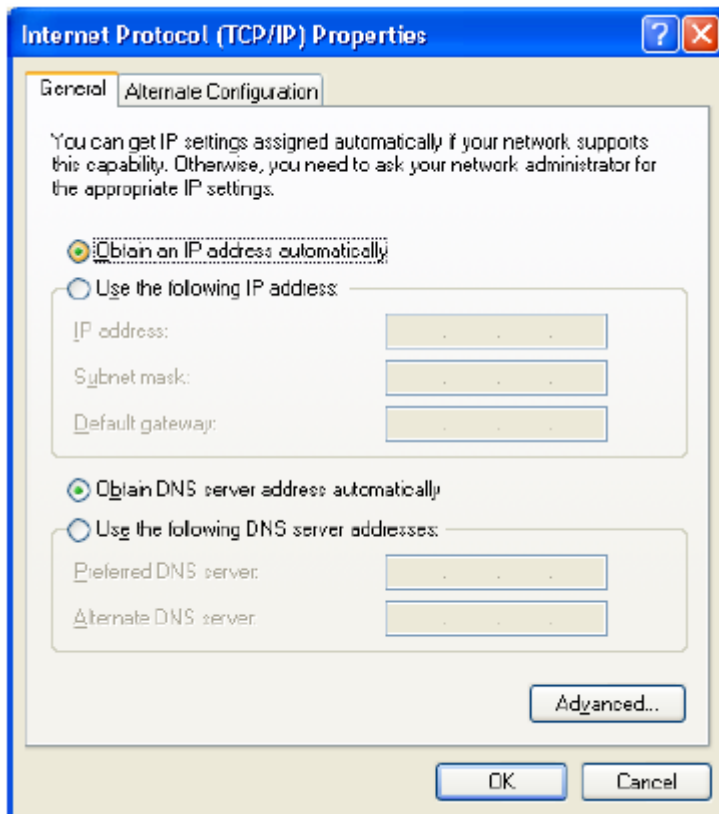 Internet Protocol (TCP/IP) Properties
General
Alternate Configuration
You can get IP settings assigned automatically if your network supports
this capability. Otherwise, you need to ask your network administrator for
the appropriate IP settings.
Obtain an IP address automatically
Use the following IP address:
IP address:
Subnet mask:
Default gateway:
Obtain DNS server address automatically
Use the following DNS server addresses:
Preferred DNS server:
Alternate DNS server:
Advanced...
OK
Cancel